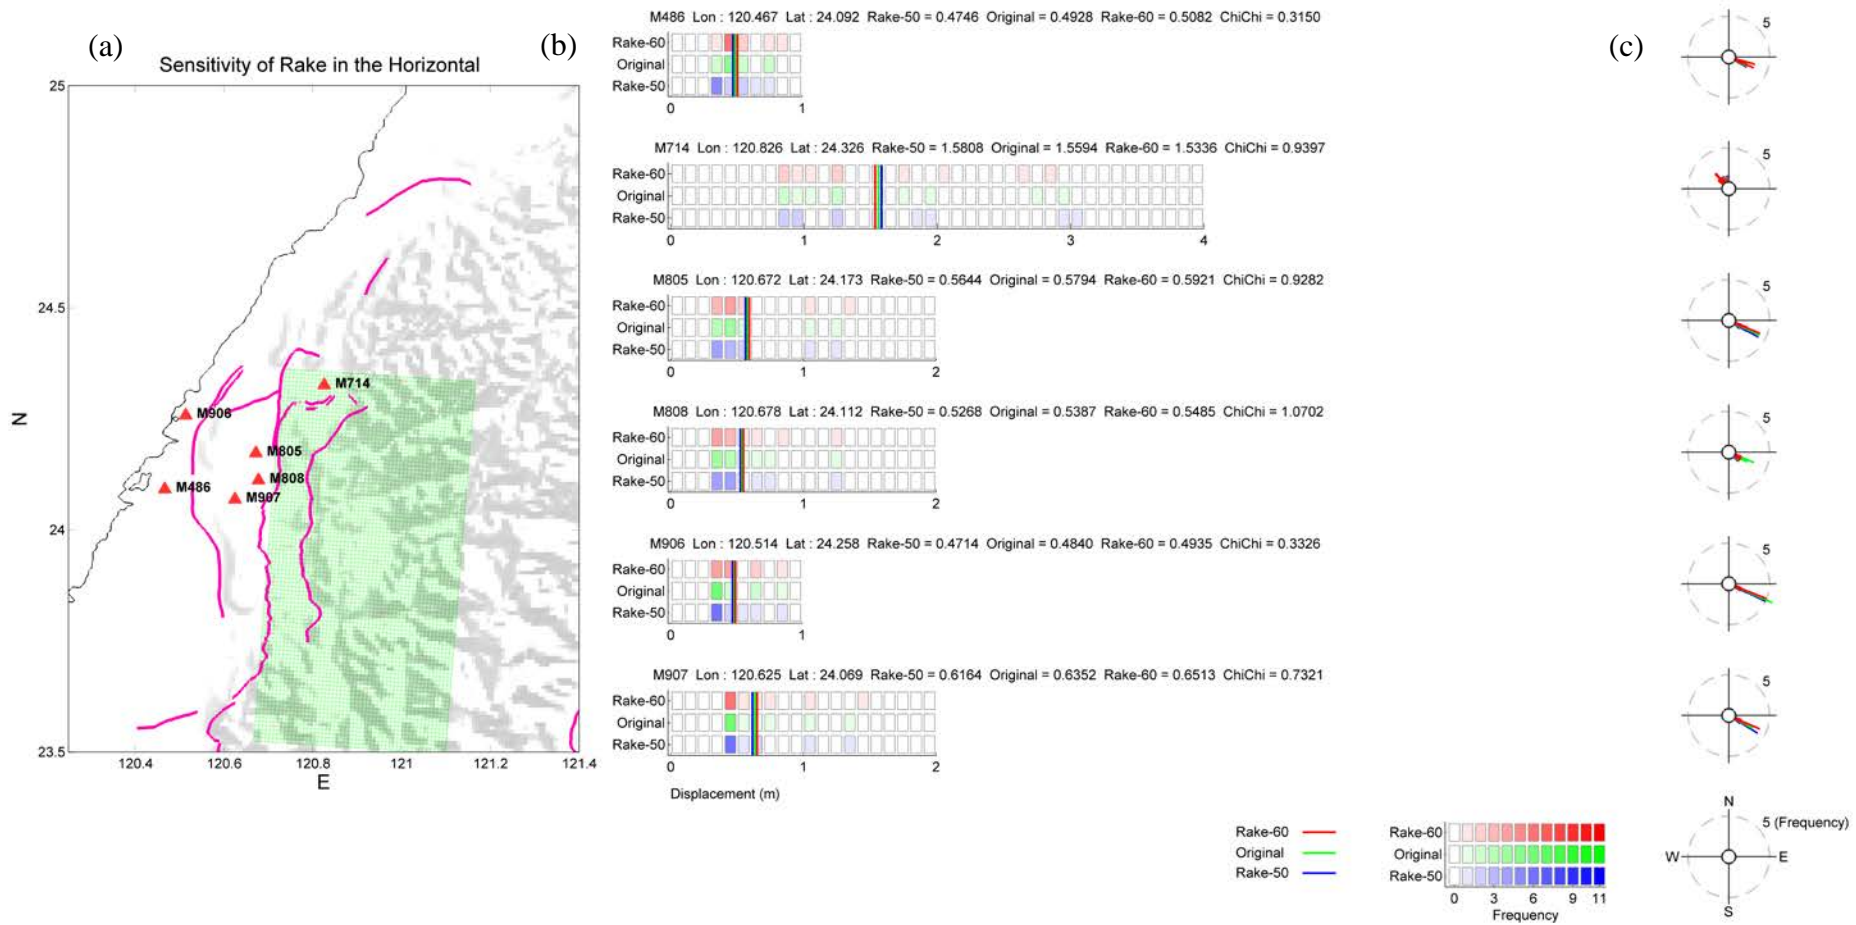 (a)
Sensitivity of Rake in the Horizontal
25
24.5
24
23.5
N
120.4 120.6 120.8 121 121.2 121.4
E
M714
M906
M805
M808
M486
M907
(b)
M486 Lon : 120.467 Lat : 24.092 Rake-50 = 0.4746 Original = 0.4928 Rake-60 = 0.5082 ChiChi = 0.3150
Rake-60
Original
Rake-50
0 1
M714 Lon : 120.826 Lat : 24.326 Rake-50 = 1.5808 Original = 1.5594 Rake-60 = 1.5336 ChiChi = 0.9397
Rake-60
Original
Rake-50
0 1 2 3 4
M805 Lon : 120.672 Lat : 24.173 Rake-50 = 0.5644 Original = 0.5794 Rake-60 = 0.5921 ChiChi = 0.9282
Rake-60
Original
Rake-50
0 1 2
M808 Lon : 120.678 Lat : 24.112 Rake-50 = 0.5268 Original = 0.5387 Rake-60 = 0.5485 ChiChi = 1.0702
Rake-60
Original
Rake-50
0 1 2
M906 Lon : 120.514 Lat : 24.258 Rake-50 = 0.4714 Original = 0.4840 Rake-60 = 0.4935 ChiChi = 0.3326
Rake-60
Original
Rake-50
0 1
M907 Lon : 120.625 Lat : 24.069 Rake-50 = 0.6164 Original = 0.6352 Rake-60 = 0.6513 ChiChi = 0.7321
Rake-60
Original
Rake-50
0 1 2
Displacement (m)
Rake-60
Original
Rake-50
Rake-60
Original
Rake-50
0 3 6 9 11
Frequency
(c)
5
5
5
5
5
5
N
5 (Frequency)
W E
S